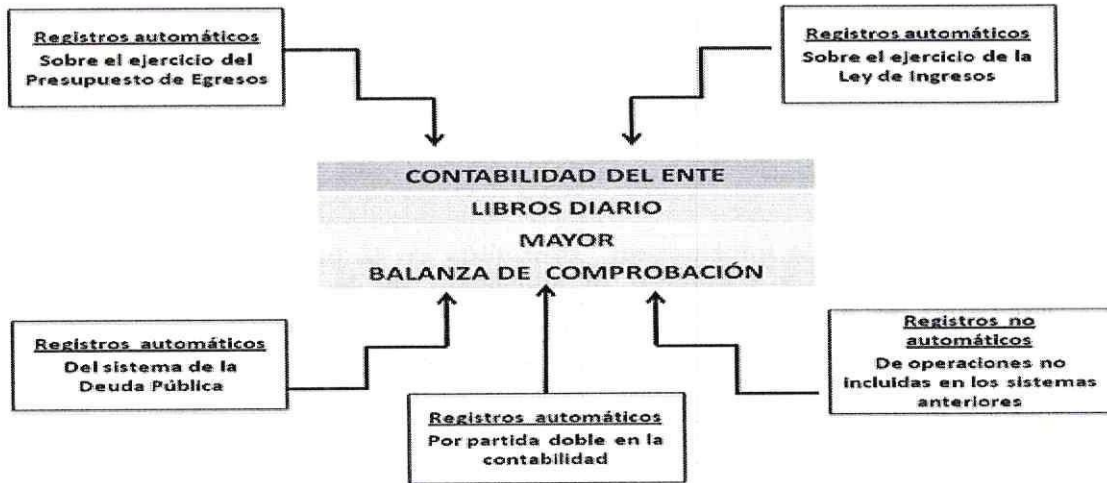 Registros automáticos
Sobre el ejercicio del
Presupuesto de Egresos
Registros automáticos
Sobre el ejercicio de la
Ley de Ingresos
CONTABILIDAD DEL ENTE
LIBROS DIARIO
MAYOR
BALANZA DE COMPROBACIÓN
Registros automáticos
Del sistema de la
Deuda Pública
Registros automáticos
Por partida doble en la
contabilidad
Registros no
automáticos
De operaciones no
incluidas en los sistemas
anteriores